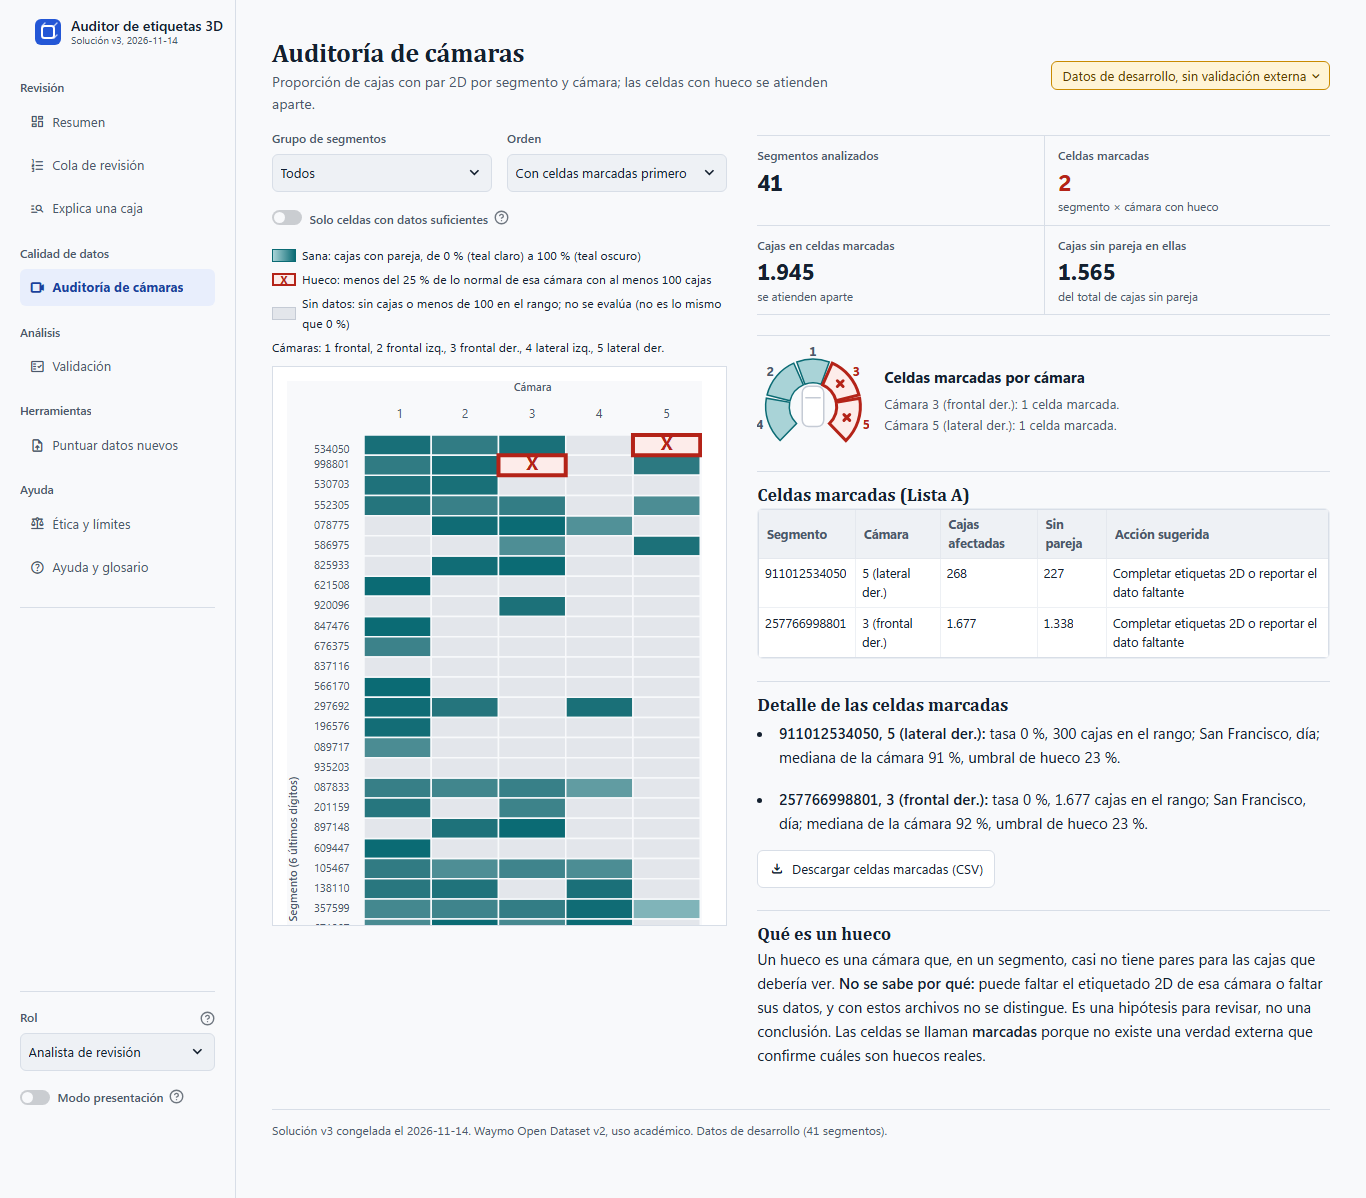 Auditor de etiquetas 3D
Solución v3, 2026-11-14
Revisión
Resumen
Cola de revisión
Explica una caja
Calidad de datos
Auditoría de cámaras
Análisis
Validación
Herramientas
Puntuar datos nuevos
Ayuda
Ética y límites
Ayuda y glosario
Rol
Analista de revisión
Modo presentación
Auditoría de cámaras
Proporción de cajas con par 2D por segmento y cámara; las celdas con hueco se atienden
aparte.
Datos de desarrollo, sin validación externa
Grupo de segmentos
Orden
Todos
Con celdas marcadas primero
Solo celdas con datos suficientes
Sana: cajas con pareja, de 0 % (teal claro) a 100 % (teal oscuro)
X Hueco: menos del 25 % de lo normal de esa cámara con al menos 100 cajas
Sin datos: sin cajas o menos de 100 en el rango; no se evalúa (no es lo mismo
que 0 %)
Cámaras: 1 frontal, 2 frontal izq., 3 frontal der., 4 lateral izq., 5 lateral der.
Cámara
1 2 3 4 5
534050 X
998801 X
530703
552305
078775
586975
825933
621508
920096
847476
676375
837116
566170
297692
196576
089717
935203
087833
201159
897148
609447
105467
138110
357599
Segmento (6 últimos dígitos)
Segmentos analizados
41
Celdas marcadas
2
segmento × cámara con hueco
Cajas en celdas marcadas
1.945
se atienden aparte
Cajas sin pareja en ellas
1.565
del total de cajas sin pareja
1
2
3
4
5
Celdas marcadas por cámara
Cámara 3 (frontal der.): 1 celda marcada.
Cámara 5 (lateral der.): 1 celda marcada.
Celdas marcadas (Lista A)
Segmento Cámara Cajas afectadas Sin pareja Acción sugerida
911012534050 5 (lateral der.) 268 227 Completar etiquetas 2D o reportar el dato faltante
257766998801 3 (frontal der.) 1.677 1.338 Completar etiquetas 2D o reportar el dato faltante
Detalle de las celdas marcadas
911012534050, 5 (lateral der.): tasa 0 %, 300 cajas en el rango; San Francisco, día;
mediana de la cámara 91 %, umbral de hueco 23 %.
257766998801, 3 (frontal der.): tasa 0 %, 1.677 cajas en el rango; San Francisco,
día; mediana de la cámara 92 %, umbral de hueco 23 %.
Descargar celdas marcadas (CSV)
Qué es un hueco
Un hueco es una cámara que, en un segmento, casi no tiene pares para las cajas que
debería ver. No se sabe por qué: puede faltar el etiquetado 2D de esa cámara o faltar
sus datos, y con estos archivos no se distingue. Es una hipótesis para revisar, no una
conclusión. Las celdas se llaman marcadas porque no existe una verdad externa que
confirme cuáles son huecos reales.
Solución v3 congelada el 2026-11-14. Waymo Open Dataset v2, uso académico. Datos de desarrollo (41 segmentos).